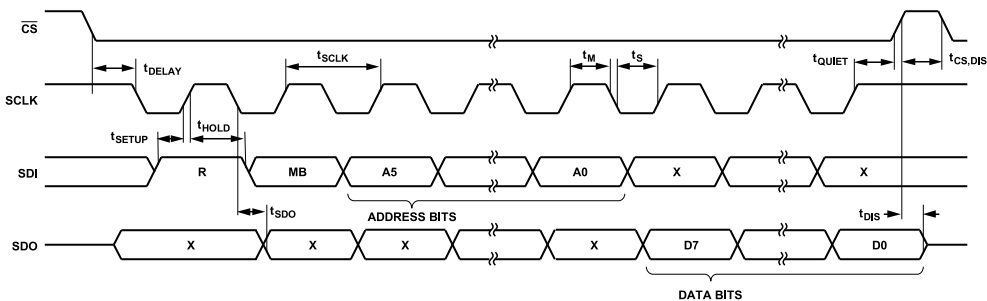 CS
tSCLK
tM
tS
tQUIET
tCS,DIS
tDELAY
SCLK
tSETUP
tHOLD
SDI
R
MB
A5
A0
X
X
tSDO
ADDRESS BITS
tDIS
SDO
X
X
X
X
D7
D0
DATA BITS